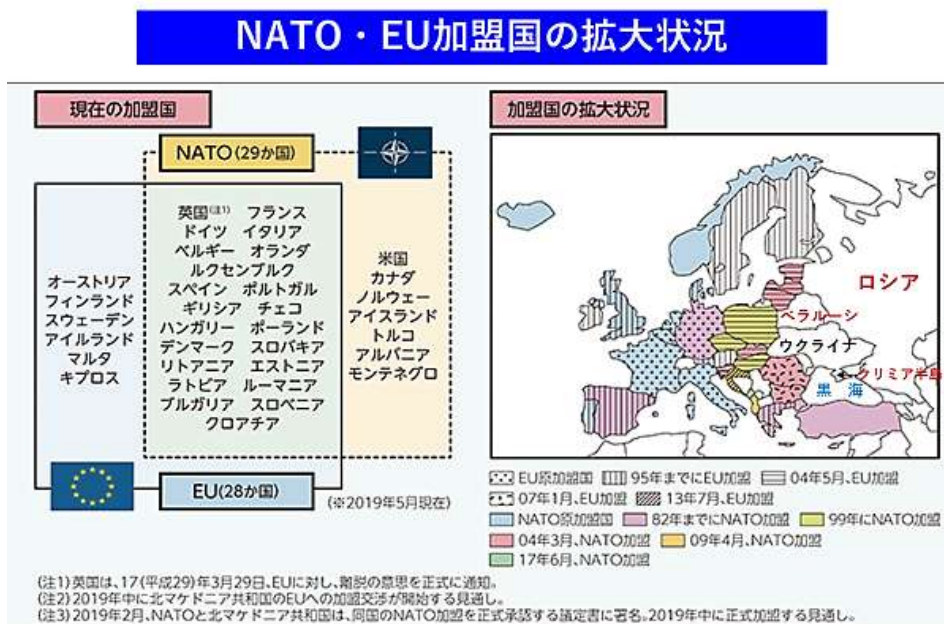 NATO・EU加盟国の拡大状況
現在の加盟国
NATO(29か国)
オーストリア
フィンランド
スウェーデン
アイルランド
マルタ
キプロス
英国(注1) フランス
ドイツ イタリア
ベルギー オランダ
ルクセンブルク
スペイン ポルトガル
ギリシィア チェコ
ハンガリー ポーランド
デンマーク スロバキア
リトアニア エストニア
ラトビア ルーマニア
ブルガリア スロベニア
クロアチア
米国
カナダ
ノルウェー
アイスランド
トルコ
アルバニア
モンテネグロ
EU(28か国)
(※2019年5月現在)
加盟国の拡大状況
ロシア
ベラルーシ
ウクライナ
クリミア半島
黒 海
EU原加盟国 95年までにEU加盟 04年5月、EU加盟
07年1月、EU加盟 13年7月、EU加盟
NATO原加盟国 82年までにNATO加盟 99年にNATO加盟
04年3月、NATO加盟 09年4月、NATO加盟
17年6月、NATO加盟
(注1)英国は、17(平成29)年3月29日、EUに対し、離脱の意思を正式に通知。
(注2)2019年中に北マケドニア共和国のEUへの加盟交渉が開始する見通し。
(注3)2019年2月、NATOと北マケドニア共和国は、同国のNATO加盟を正式承認する議定書に署名。2019年中に正式加盟する見通し。